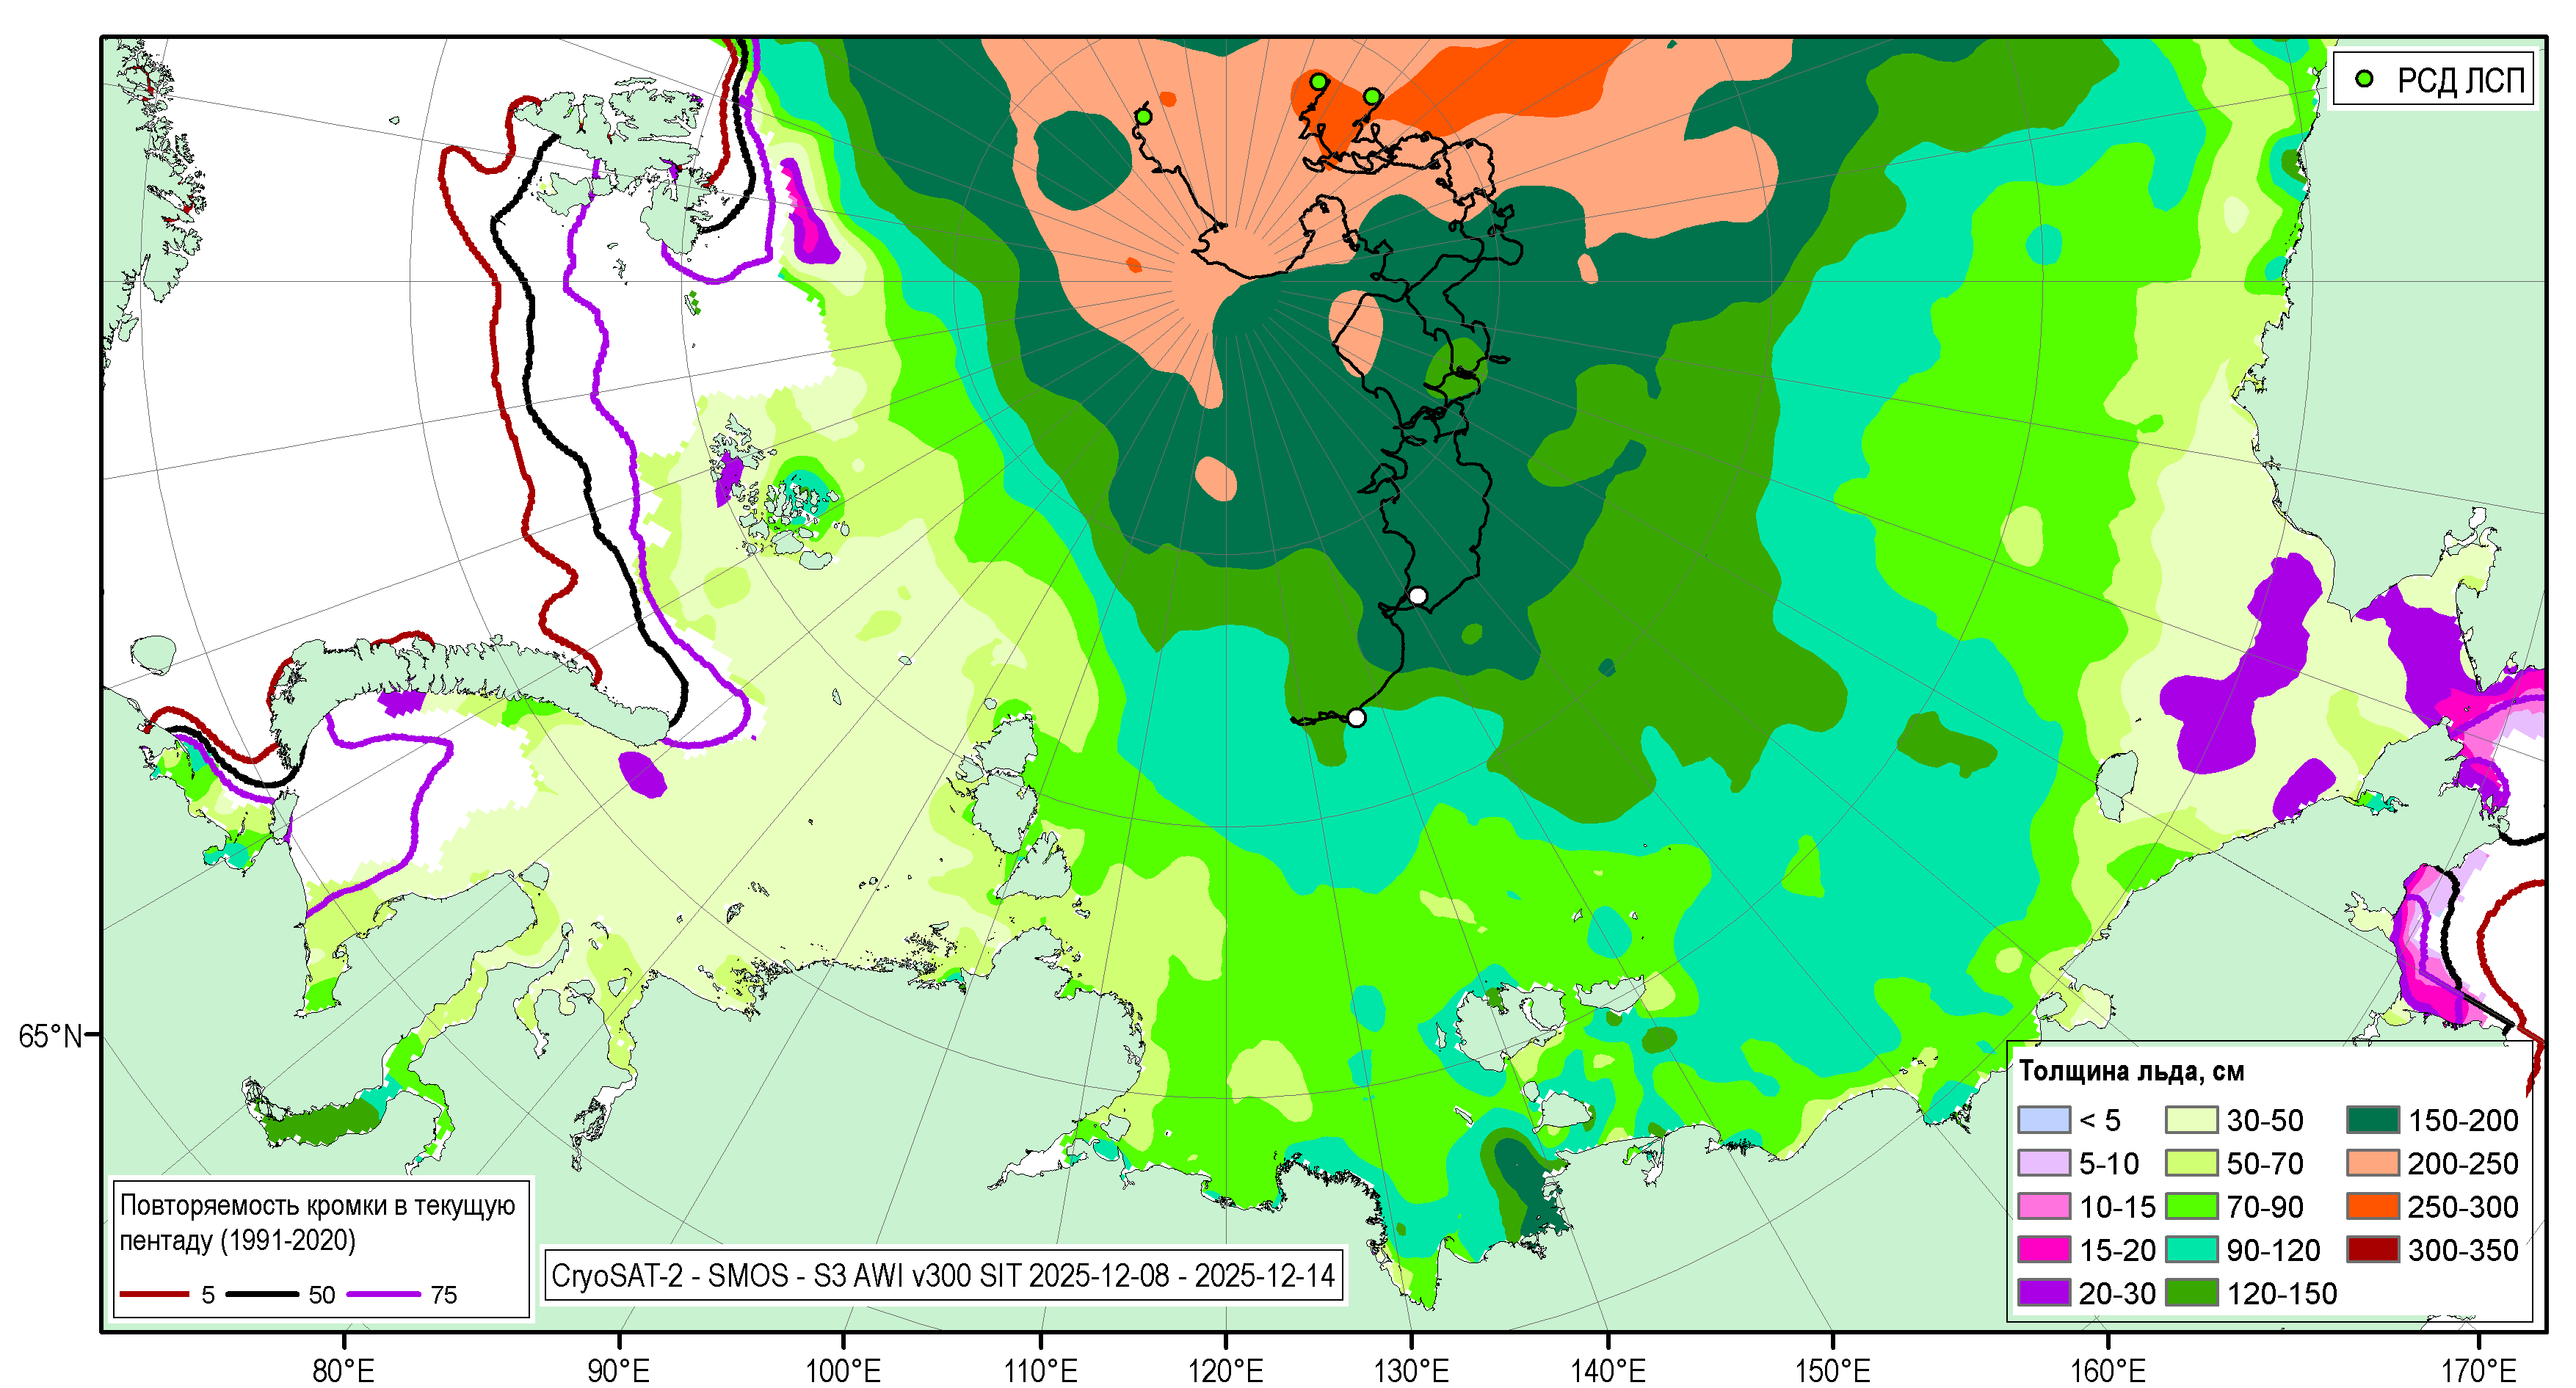 РСД ЛСП
65°N
Толщина льда, см
< 5
30-50
150-200
5-10
50-70
200-250
10-15
70-90
250-300
15-20
90-120
300-350
20-30
120-150
Повторяемость кромки в текущую
пентаду (1991-2020)
5 50 75
CryoSAT-2 - SMOS - S3 AWI v300 SIT 2025-12-08 - 2025-12-14
80°E 90°E 100°E 110°E 120°E 130°E 140°E 150°E 160°E 170°E